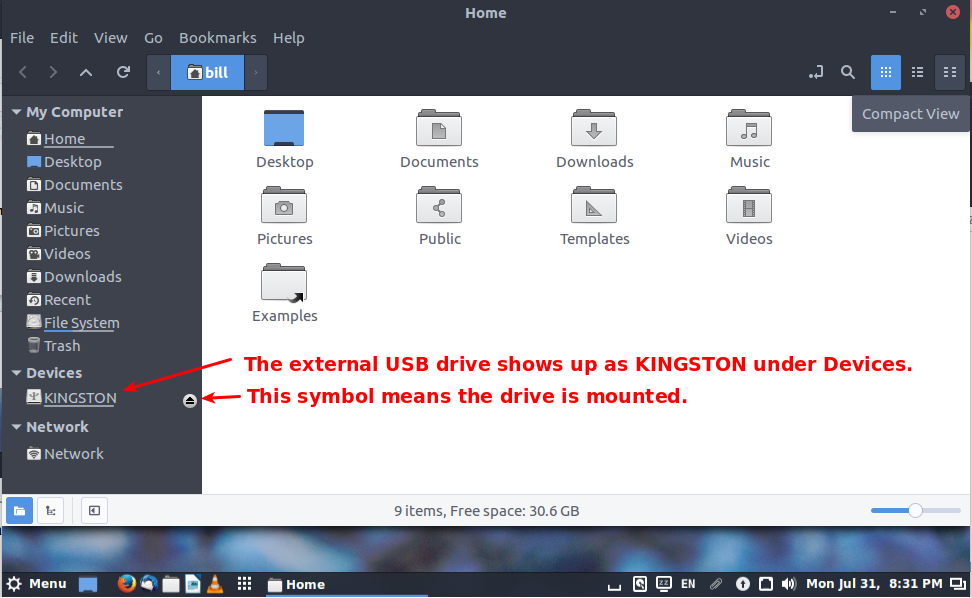 Home
File Edit View Go Bookmarks Help
bill
Compact View
My Computer
Home
Desktop
Documents
Music
Pictures
Videos
Downloads
Recent
File System
Trash
Devices
KINGSTON
Network
Network
Desktop Documents Downloads Music
Pictures Public Templates Videos
Examples
The external USB drive shows up as KINGSTON under Devices.
This symbol means the drive is mounted.
9 items, Free space: 30.6 GB
Menu Home EN Mon Jul 31, 8:31 PM